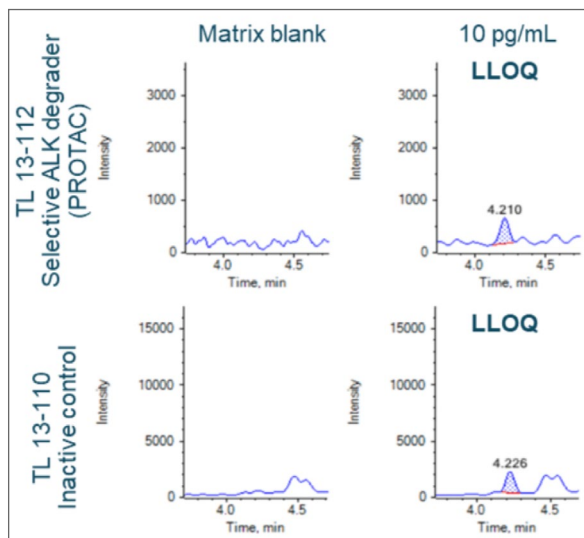 Matrix blank
10 pg/mL
TL 13-112
Selective ALK degrader
(PROTAC)
LLOQ
Intensity
3000
2000
1000
0
4.0
4.5
Time, min
Intensity
3000
2000
1000
0
4.210
4.0
4.5
Time, min
TL 13-110
Inactive control
LLOQ
Intensity
15000
10000
5000
0
4.0
4.5
Time, min
Intensity
15000
10000
5000
0
4.226
4.0
4.5
Time, min